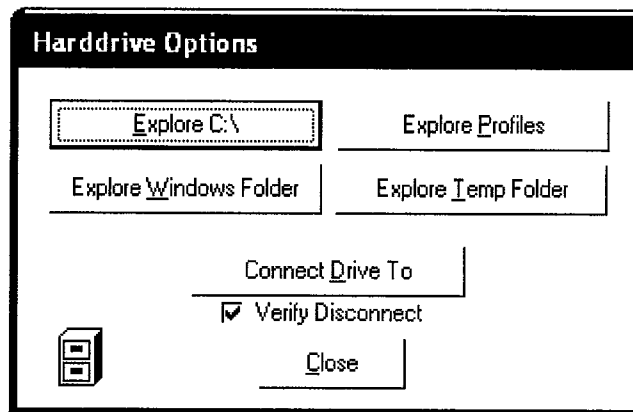 Harddrive Options
Explore C:\ Explore Profiles
Explore Windows Folder Explore Temp Folder
Connect Drive To
Verify Disconnect
Close